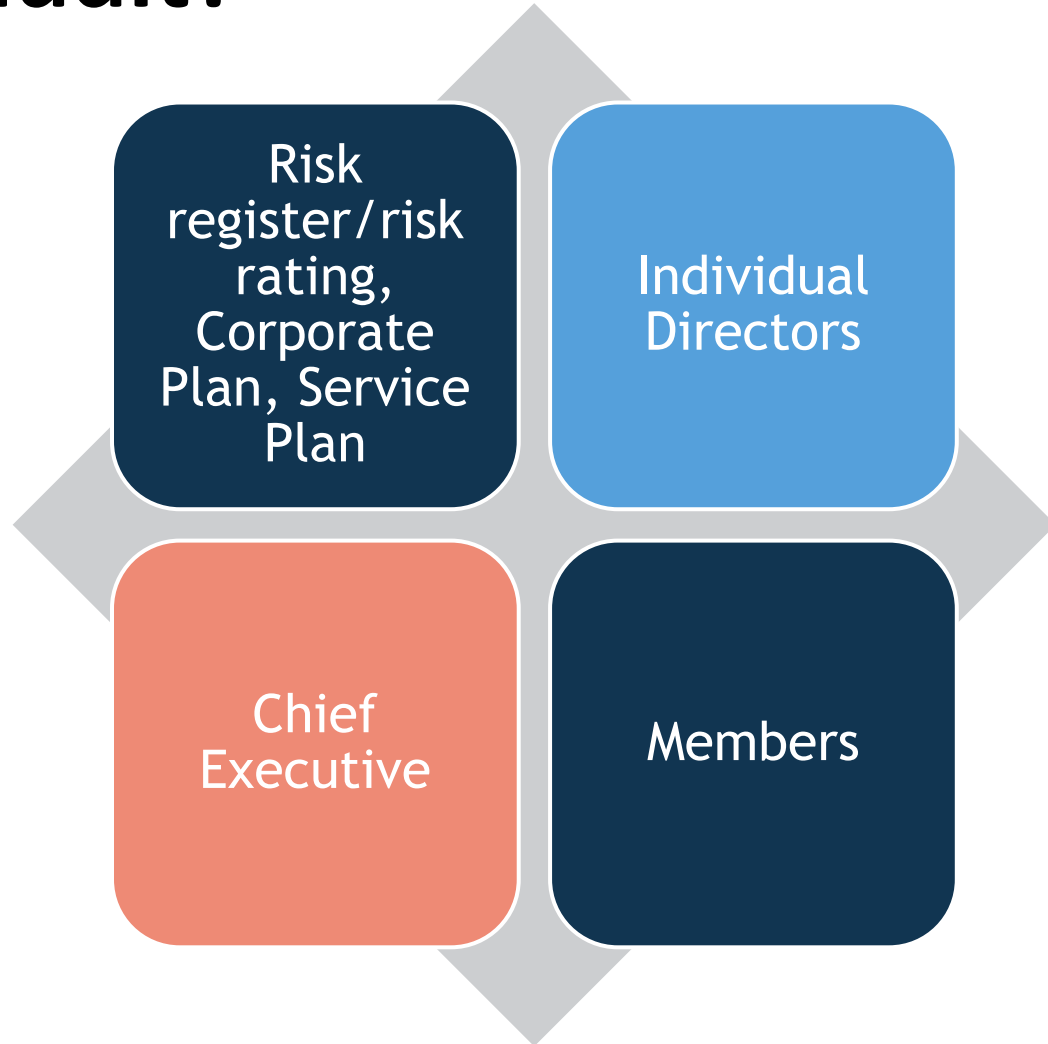 Risk
register/risk
rating,
Corporate
Plan, Service
Plan
Individual
Directors
Chief
Executive
Members